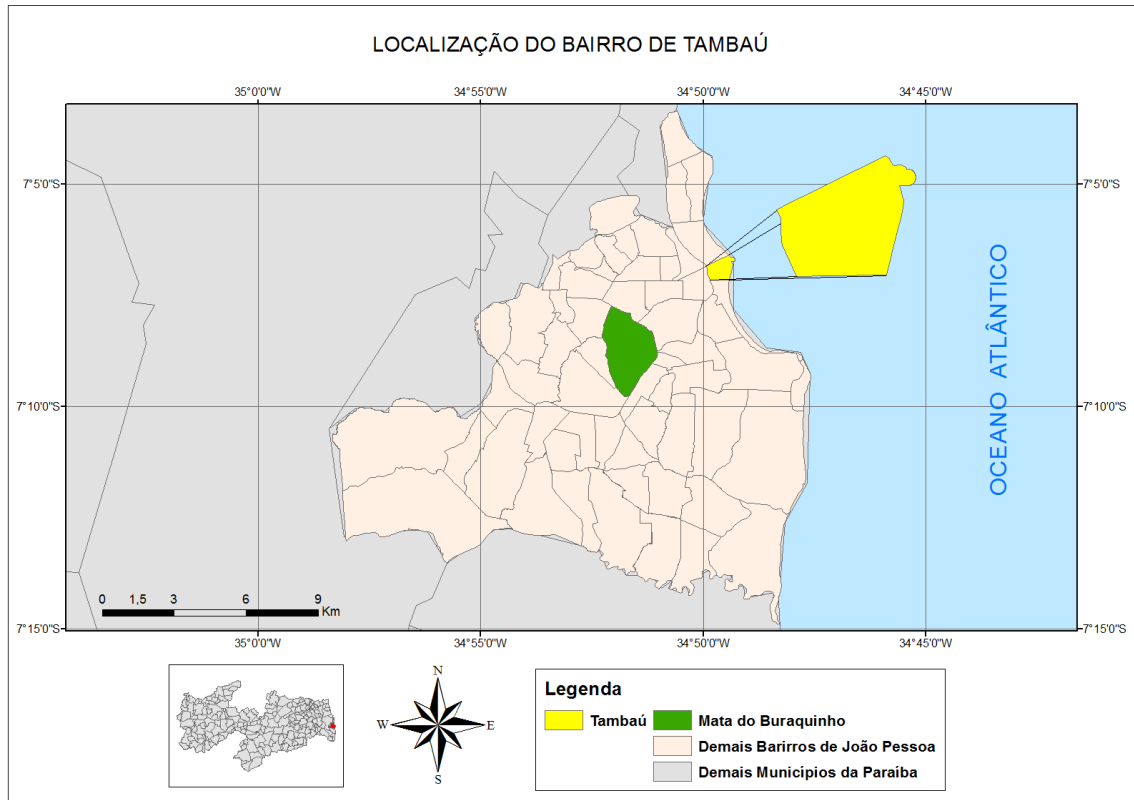 LOCALIZAÇÃO DO BAIRRO DE TAMBAÚ
35°0'0"W
34°55'0"W
34°50'0"W
34°45'0"W
7°5'0"S
7°5'0"S
7°10'0"S
7°10'0"S
7°15'0"S
7°15'0"S
OCEANO ATLÂNTICO
0 1,5 3 6 9
Km
35°0'0"W
34°55'0"W
34°50'0"W
34°45'0"W
N
W
E
S
Legenda
Tambaú
Mata do Buraquinho
Demais Barirros de João Pessoa
Demais Municípios da Paraíba